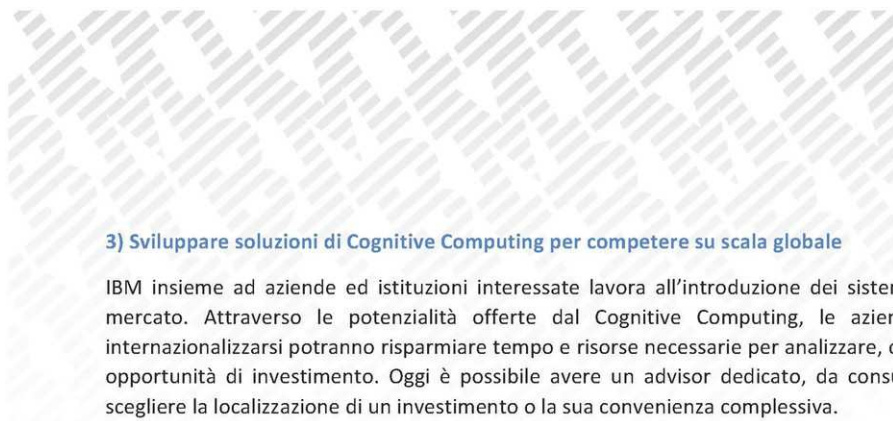 3) Sviluppare soluzioni di Cognitive Computing per competere su scala globale
IBM insieme ad aziende ed istituzioni interessate lavora all’introduzione dei
mercato. Attraverso le potenzialità offerte dal Cognitive Computing, le
internazionalizzarsi potranno risparmiare tempo e risorse necessarie per analizzare,
opportunità di investimento. Oggi è possibile avere un advisor dedicato, da
scegliere la localizzazione di un investimento o la sua convenienza complessiva.